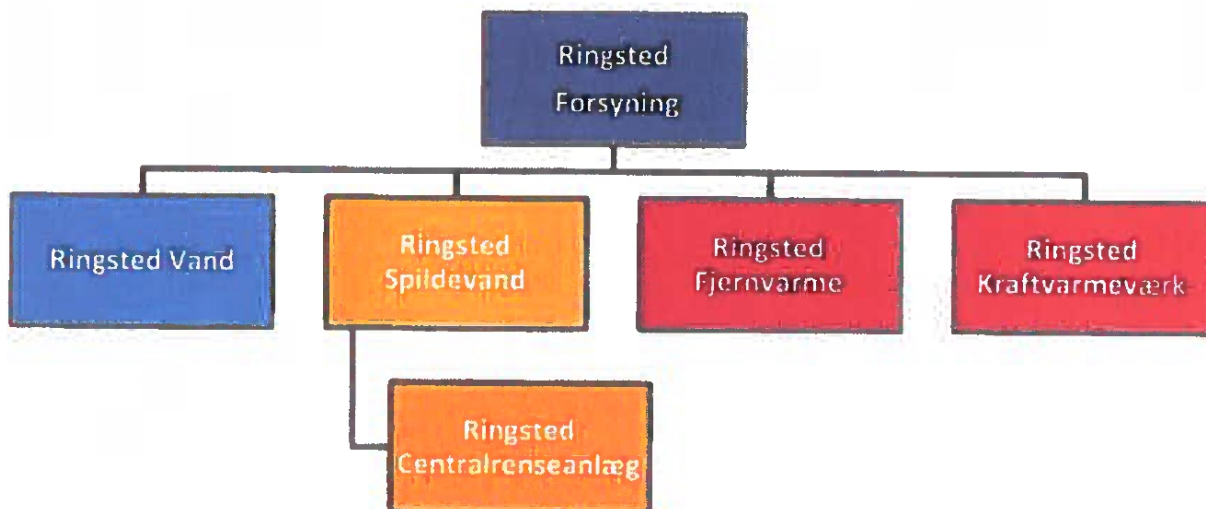 Ringsted
Forsyning
Ringsted Vand
Ringsted
Spildevand
Ringsted
Fjernvarme
Ringsted
Kraftvarmeværk
Ringsted
Centralrenseanlæg